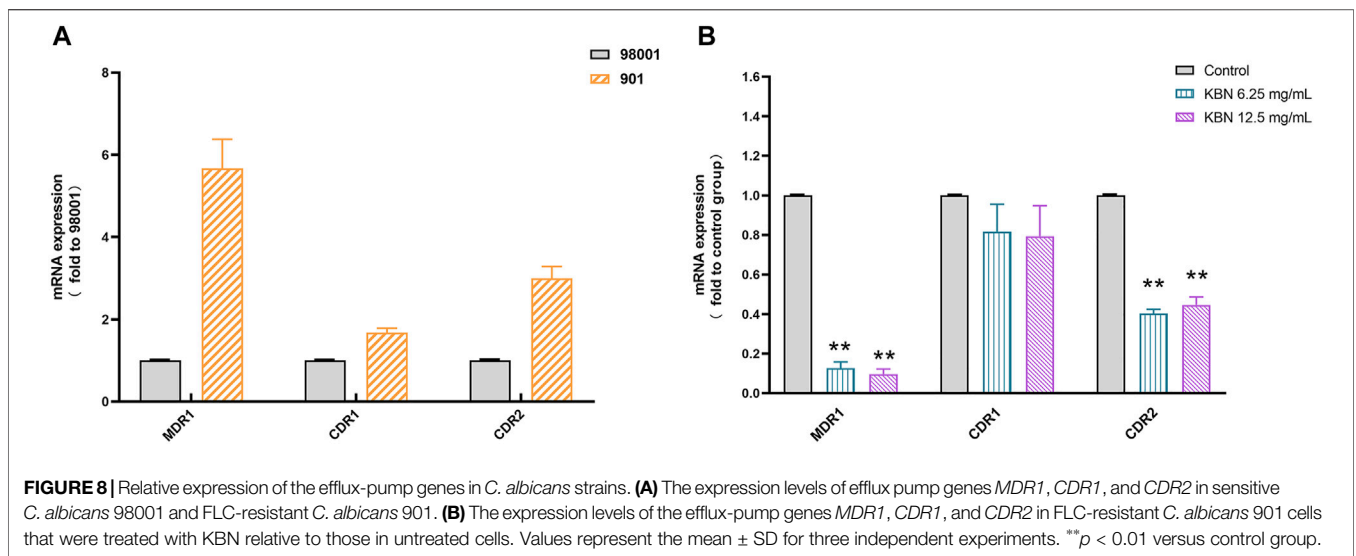 A
98001
901
mRNA expression
( fold to 98001)
8
6
4
2
0
MDR1
CDR1
CDR2
B
Control
KBN 6.25 mg/mL
KBN 12.5 mg/mL
mRNA expression
( fold to control group)
1.6
1.4
1.2
1.0
0.8
0.6
0.4
0.2
0.0
**
**
**
**
MDR1
CDR1
CDR2
FIGURE 8 | Relative expression of the efflux-pump genes in C. albicans strains. (A) The expression levels of efflux pump genes MDR1, CDR1, and CDR2 in sensitive
C. albicans 98001 and FLC-resistant C. albicans 901. (B) The expression levels of the efflux-pump genes MDR1, CDR1, and CDR2 in FLC-resistant C. albicans 901 cells
that were treated with KBN relative to those in untreated cells. Values represent the mean ± SD for three independent experiments. **p < 0.01 versus control group.